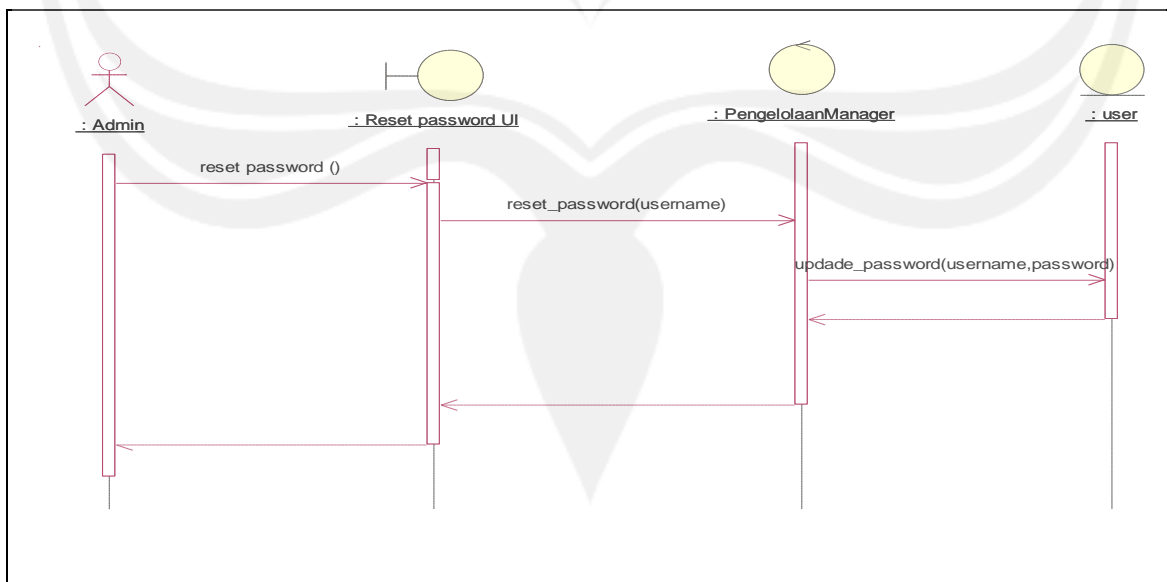 : Admin
: Reset password UI
: PengelolaanManager
: user
reset password ()
reset_password(username)
updade_password(username,password)